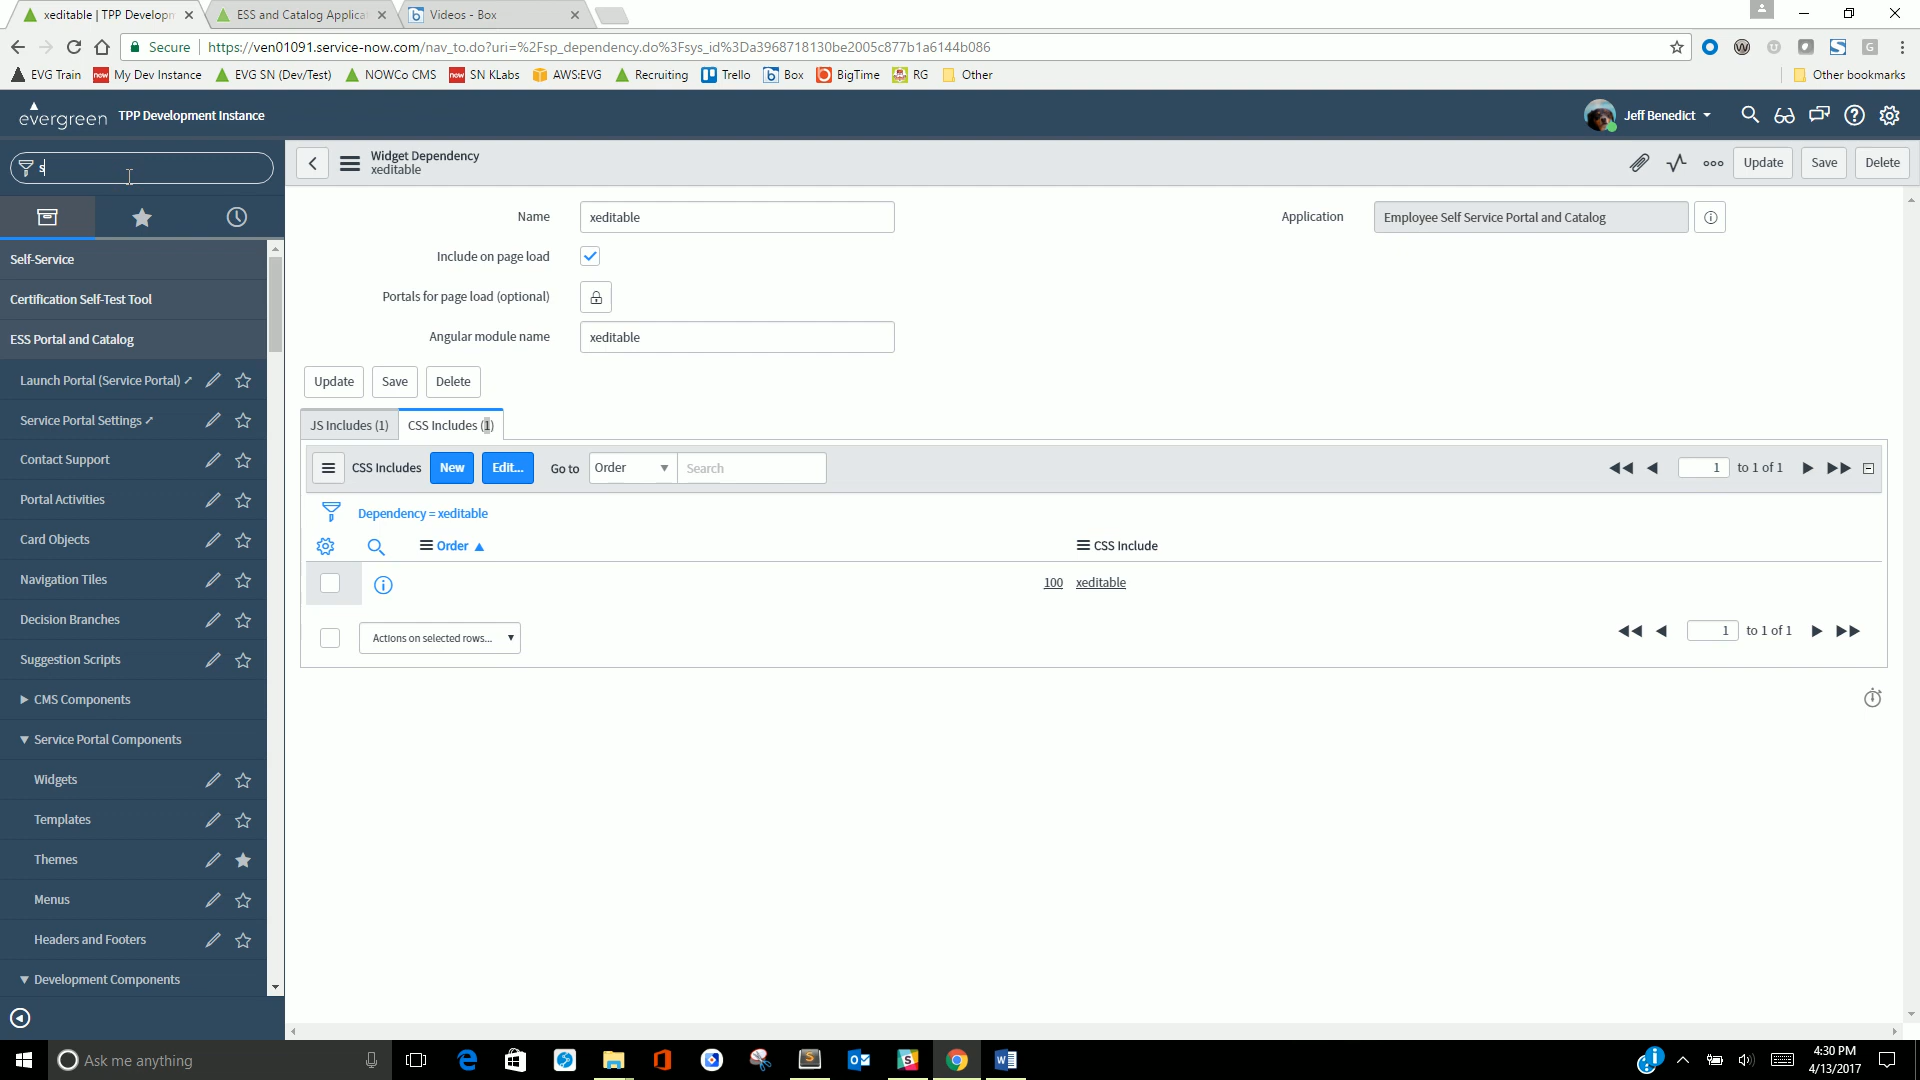 xeditable | TPP Developm
ESS and Catalog Applicat
Videos - Box
Secure
https://ven01091.service-now.com/nav_to.do?uri=%2Fsp_dependency.do%3Fsys_id%3Da3968718130be2005c877b1a6144b086
EVG Train
My Dev Instance
EVG SN (Dev/Test)
NOWCo CMS
SN KLabs
AWS:EVG
Recruiting
Trello
Box
BigTime
RG
Other
Other bookmarks
evergreen
TPP Development Instance
Jeff Benedict
s
Widget Dependency
xeditable
Update
Save
Delete
Self-Service
Certification Self-Test Tool
ESS Portal and Catalog
Launch Portal (Service Portal)
Service Portal Settings
Contact Support
Portal Activities
Card Objects
Navigation Tiles
Decision Branches
Suggestion Scripts
CMS Components
Service Portal Components
Widgets
Templates
Themes
Menus
Headers and Footers
Development Components
Name
xeditable
Application
Employee Self Service Portal and Catalog
Include on page load
Portals for page load (optional)
Angular module name
xeditable
Update
Save
Delete
JS Includes (1)
CSS Includes (1)
CSS Includes
New
Edit...
Go to
Order
Search
1
to 1 of 1
Dependency = xeditable
Order
CSS Include
100
xeditable
Actions on selected rows...
1
to 1 of 1
Ask me anything
4:30 PM
4/13/2017